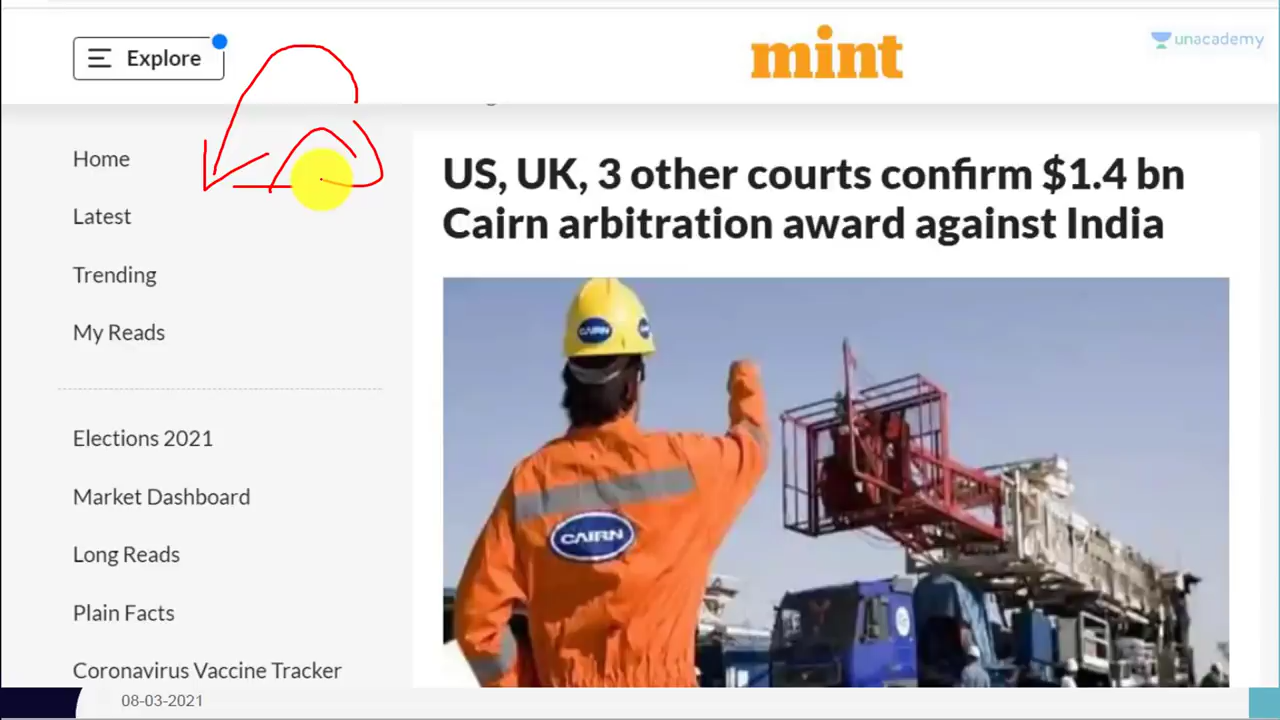 Explore
mint
unacademy
Home
Latest
Trending
My Reads
Elections 2021
Market Dashboard
Long Reads
Plain Facts
Coronavirus Vaccine Tracker
US, UK, 3 other courts confirm $1.4 bn
Cairn arbitration award against India
CAIRN
CAIRN
08-03-2021